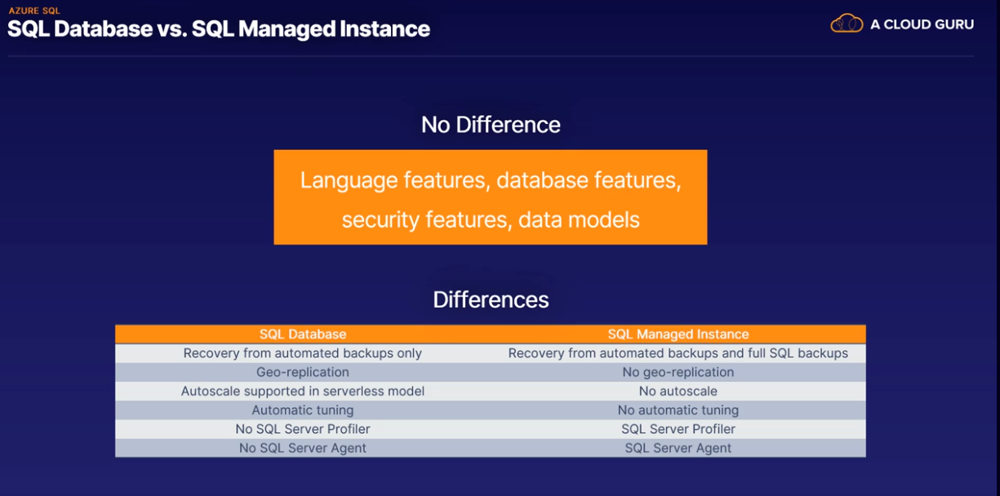 AZURE SQL
SQL Database vs. SQL Managed Instance
A CLOUD GURU
No Difference
Language features, database features,
security features, data models
Differences
SQL Database SQL Managed Instance
Recovery from automated backups only Recovery from automated backups and full SQL backups
Geo-replication No geo-replication
Autoscale supported in serverless model No autoscale
Automatic tuning No automatic tuning
No SQL Server Profiler SQL Server Profiler
No SQL Server Agent SQL Server Agent